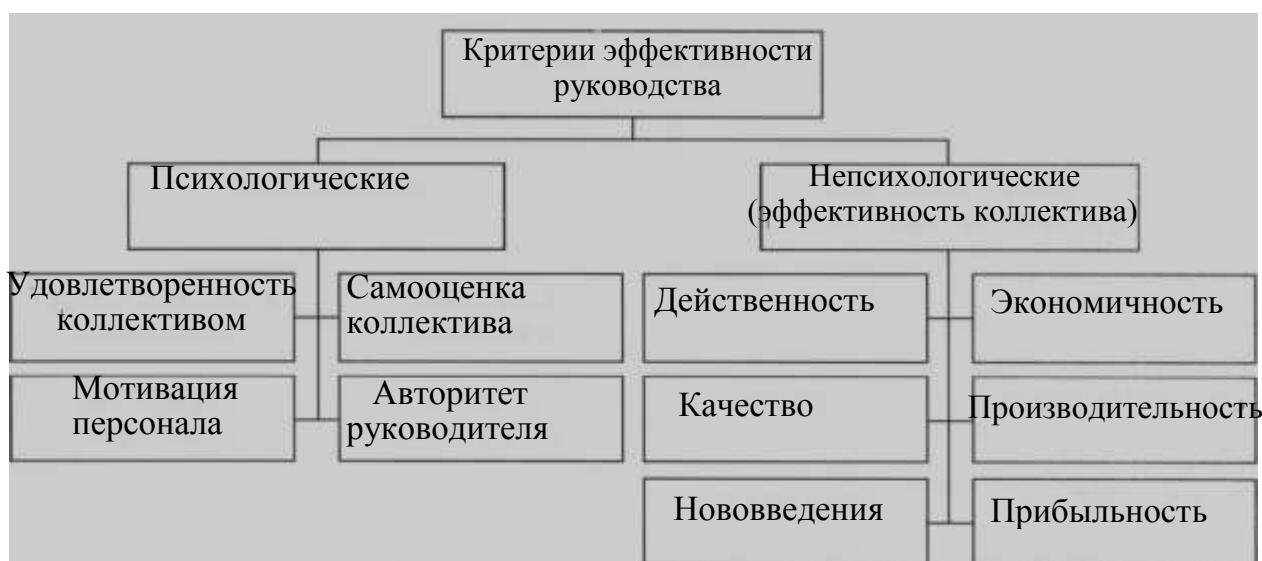 Критерии эффективности
руководства
Психологические
Непсихологические
(эффективность коллектива)
Удовлетворенность
коллективом
Самооценка
коллектива
Действенность
Экономичность
Мотивация
персонала
Авторитет
руководителя
Качество
Производительность
Нововведения
Прибыльность